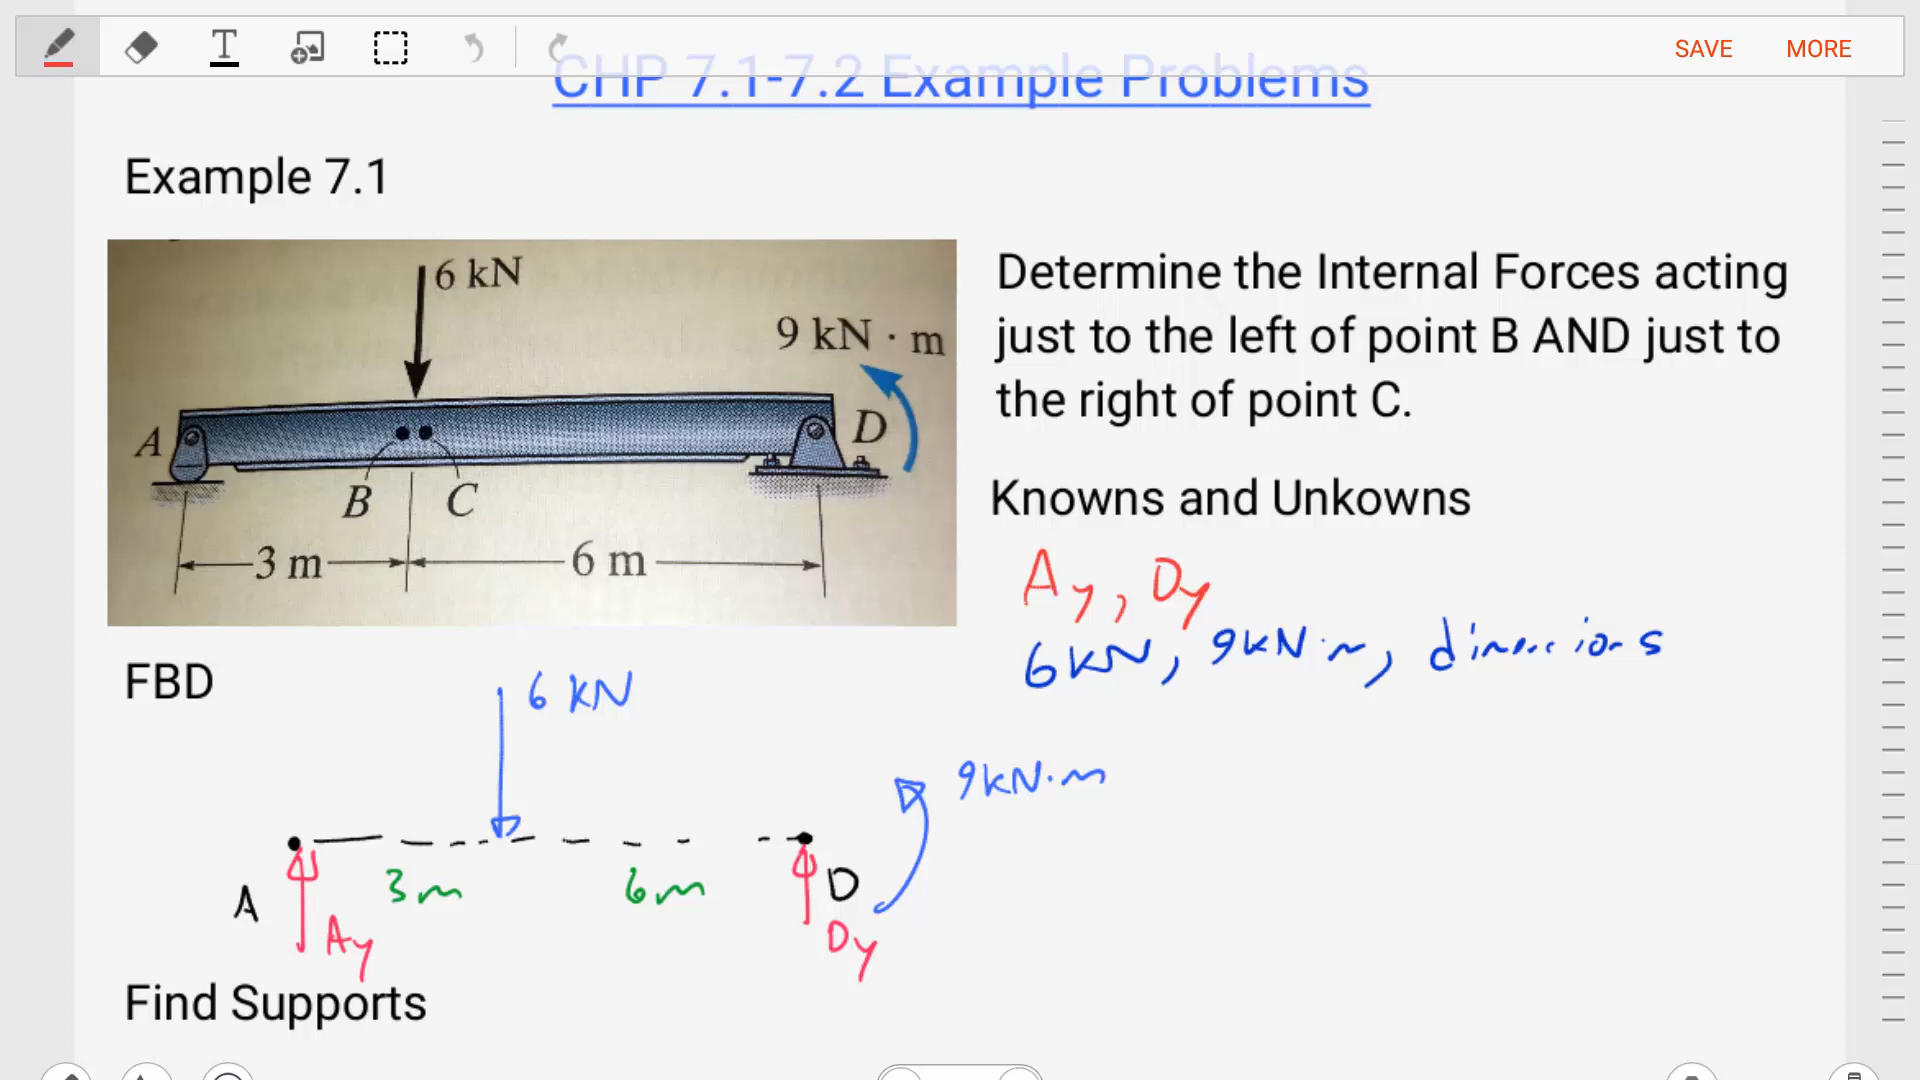 T
SAVE MORE
CHP 7.1-7.2 Example Problems
Example 7.1
6 kN
9 kN · m
A
D
B C
3 m 6 m
Determine the Internal Forces acting
just to the left of point B AND just to
the right of point C.
Knowns and Unkowns
Ay, Dy
6 kN, 9kN·m,
FBD
6 kN
9kN·m
3m 6m
A D
Ay Dy
Find Supports